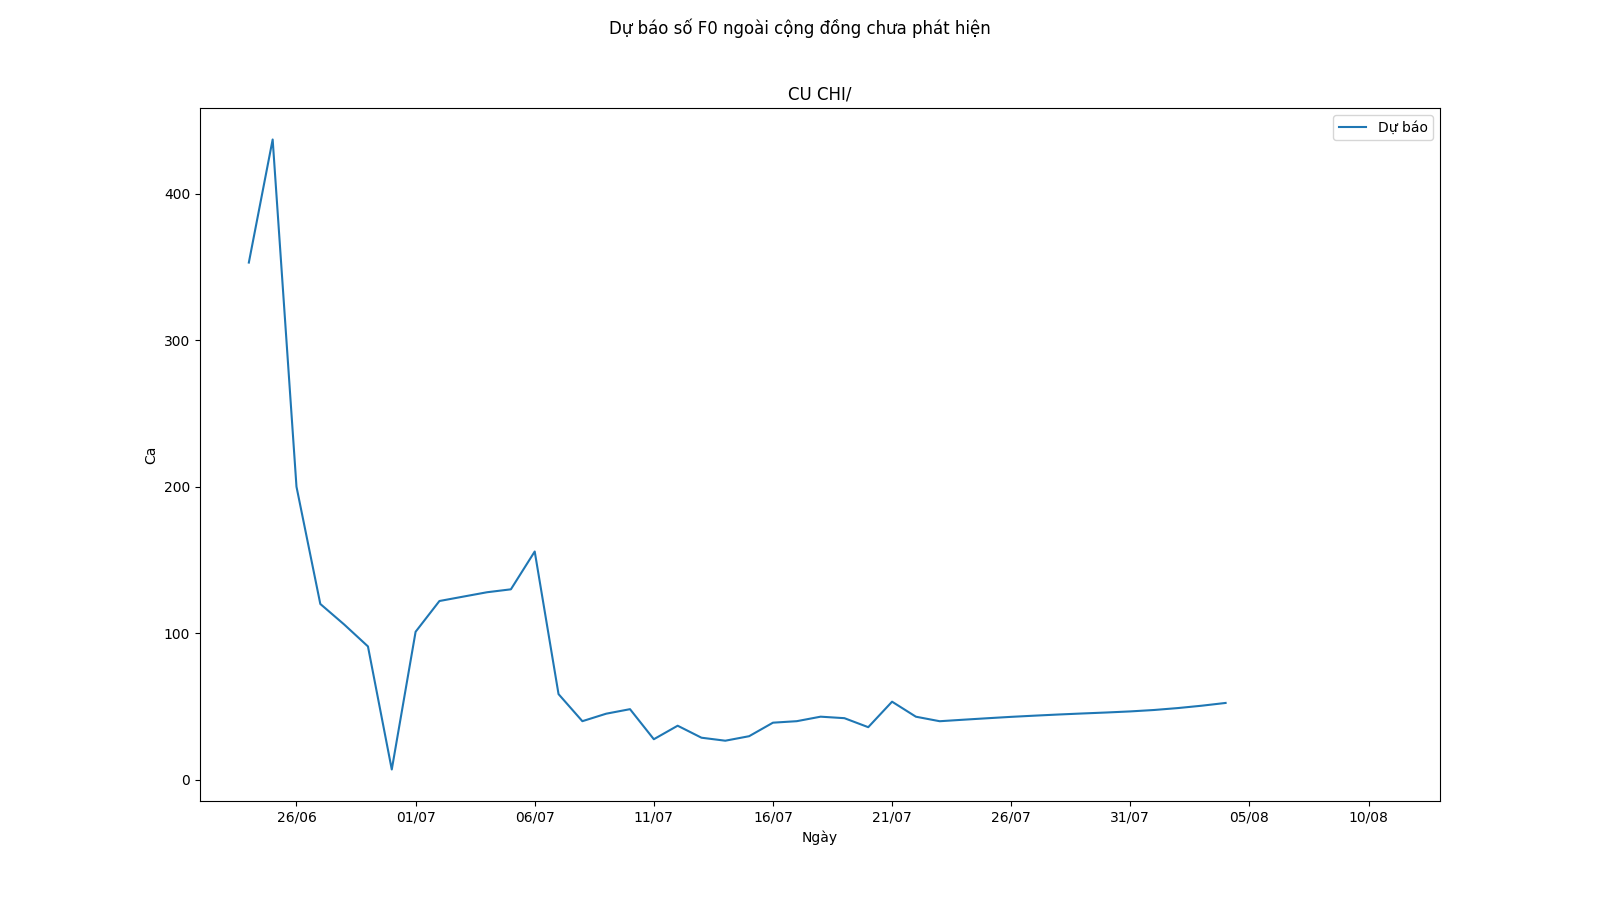 Dự báo số F0 ngoài cộng đồng chưa phát hiện
CU CHI/
Dự báo
400
300
200
100
0
Ca
26/06 01/07 06/07 11/07 16/07 21/07 26/07 31/07 05/08 10/08
Ngày